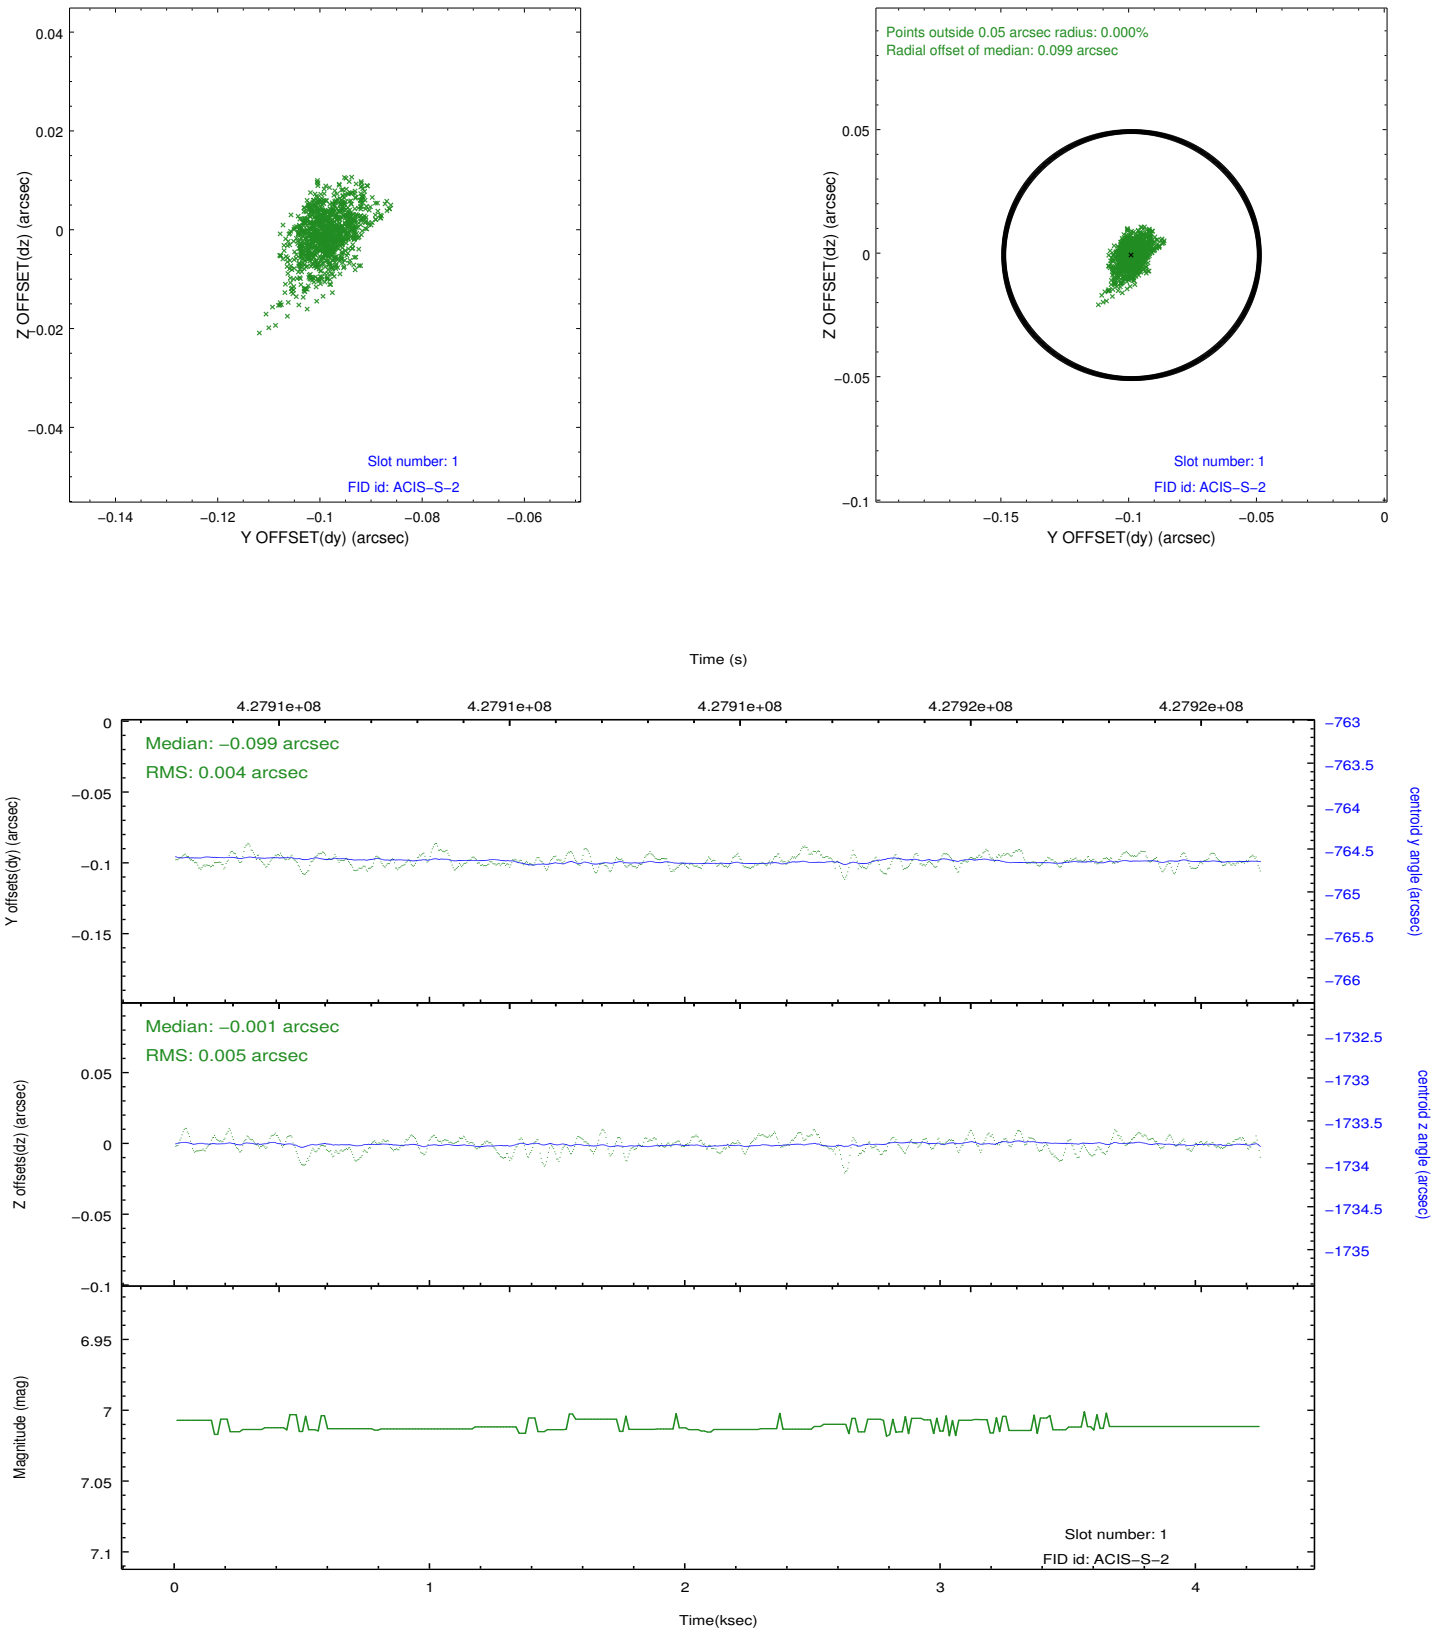 0.04
0.02
0
−0.02
−0.04
Z OFFSET(dz) (arcsec)
Slot number: 1
FID id: ACIS−S−2
−0.14 −0.12 −0.1 −0.08 −0.06
Y OFFSET(dy) (arcsec)
Points outside 0.05 arcsec radius: 0.000%
Radial offset of median: 0.099 arcsec
0.05
0
−0.05
−0.1
Z OFFSET(dz) (arcsec)
Slot number: 1
FID id: ACIS−S−2
−0.15 −0.1 −0.05 0
Y OFFSET(dy) (arcsec)
Time (s)
4.2791e+08 4.2791e+08 4.2791e+08 4.2792e+08 4.2792e+08
Median: −0.099 arcsec
RMS: 0.004 arcsec
0
−0.05
−0.1
−0.15
Y offsets(dy) (arcsec)
−763
−763.5
−764
−764.5
−765
−765.5
−766
centroid y angle (arcsec)
Median: −0.001 arcsec
RMS: 0.005 arcsec
0.05
0
−0.05
−0.1
Z offsets(dz) (arcsec)
−1732.5
−1733
−1733.5
−1734
−1734.5
−1735
centroid z angle (arcsec)
6.95
7
7.05
7.1
Magnitude (mag)
Slot number: 1
FID id: ACIS−S−2
0 1 2 3 4
Time(ksec)